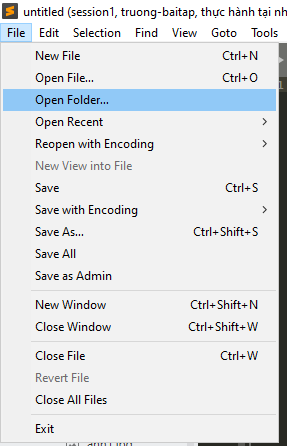 untitled (session1, truong-baitap, thực hành tại nh
File Edit Selection Find View Goto Tools
New File Ctrl+N
Open File... Ctrl+O
Open Folder...
Open Recent
Reopen with Encoding
New View into File
Save Ctrl+S
Save with Encoding
Save As... Ctrl+Shift+S
Save All
Save as Admin
New Window Ctrl+Shift+N
Close Window Ctrl+Shift+W
Close File Ctrl+W
Revert File
Close All Files
Exit